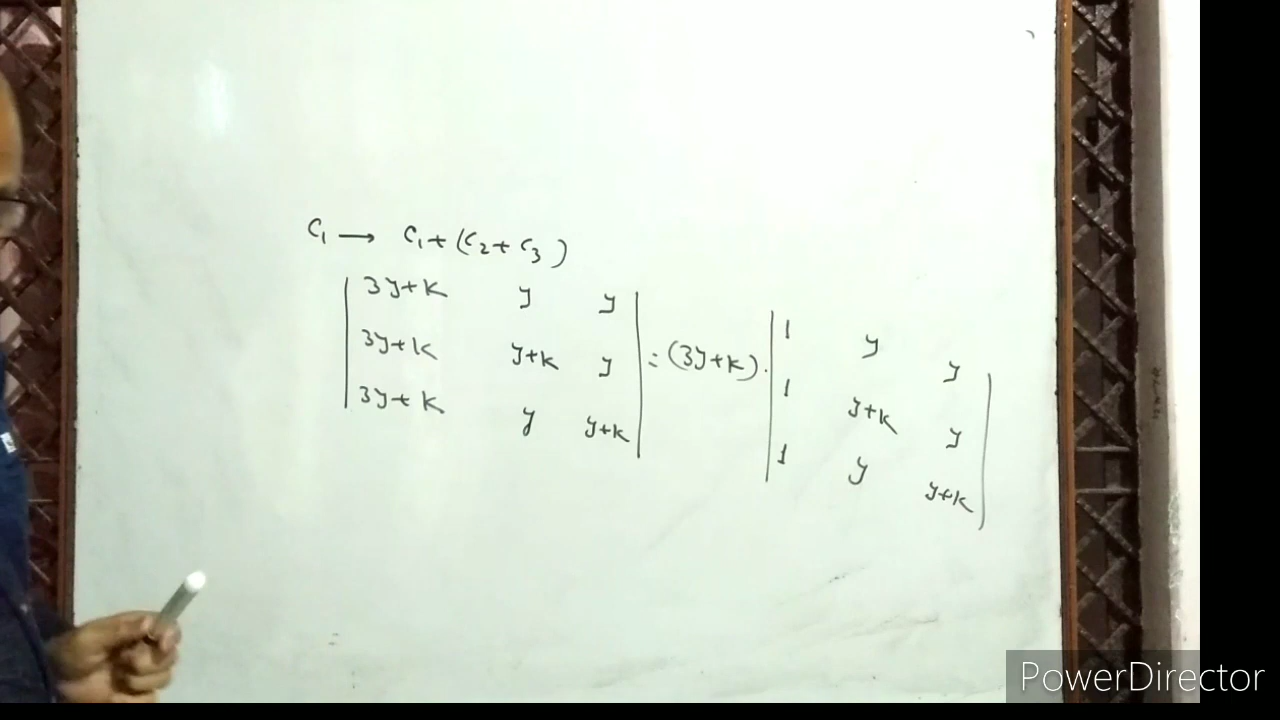 C₁ → C₁+(C₂+C₃)
| 3y+k y y | = (3y+k). | 1 y y |
| 3y+k y+k y | | 1 y+k y |
| 3y+k y y+k | | 1 y y+k |
PowerDirector